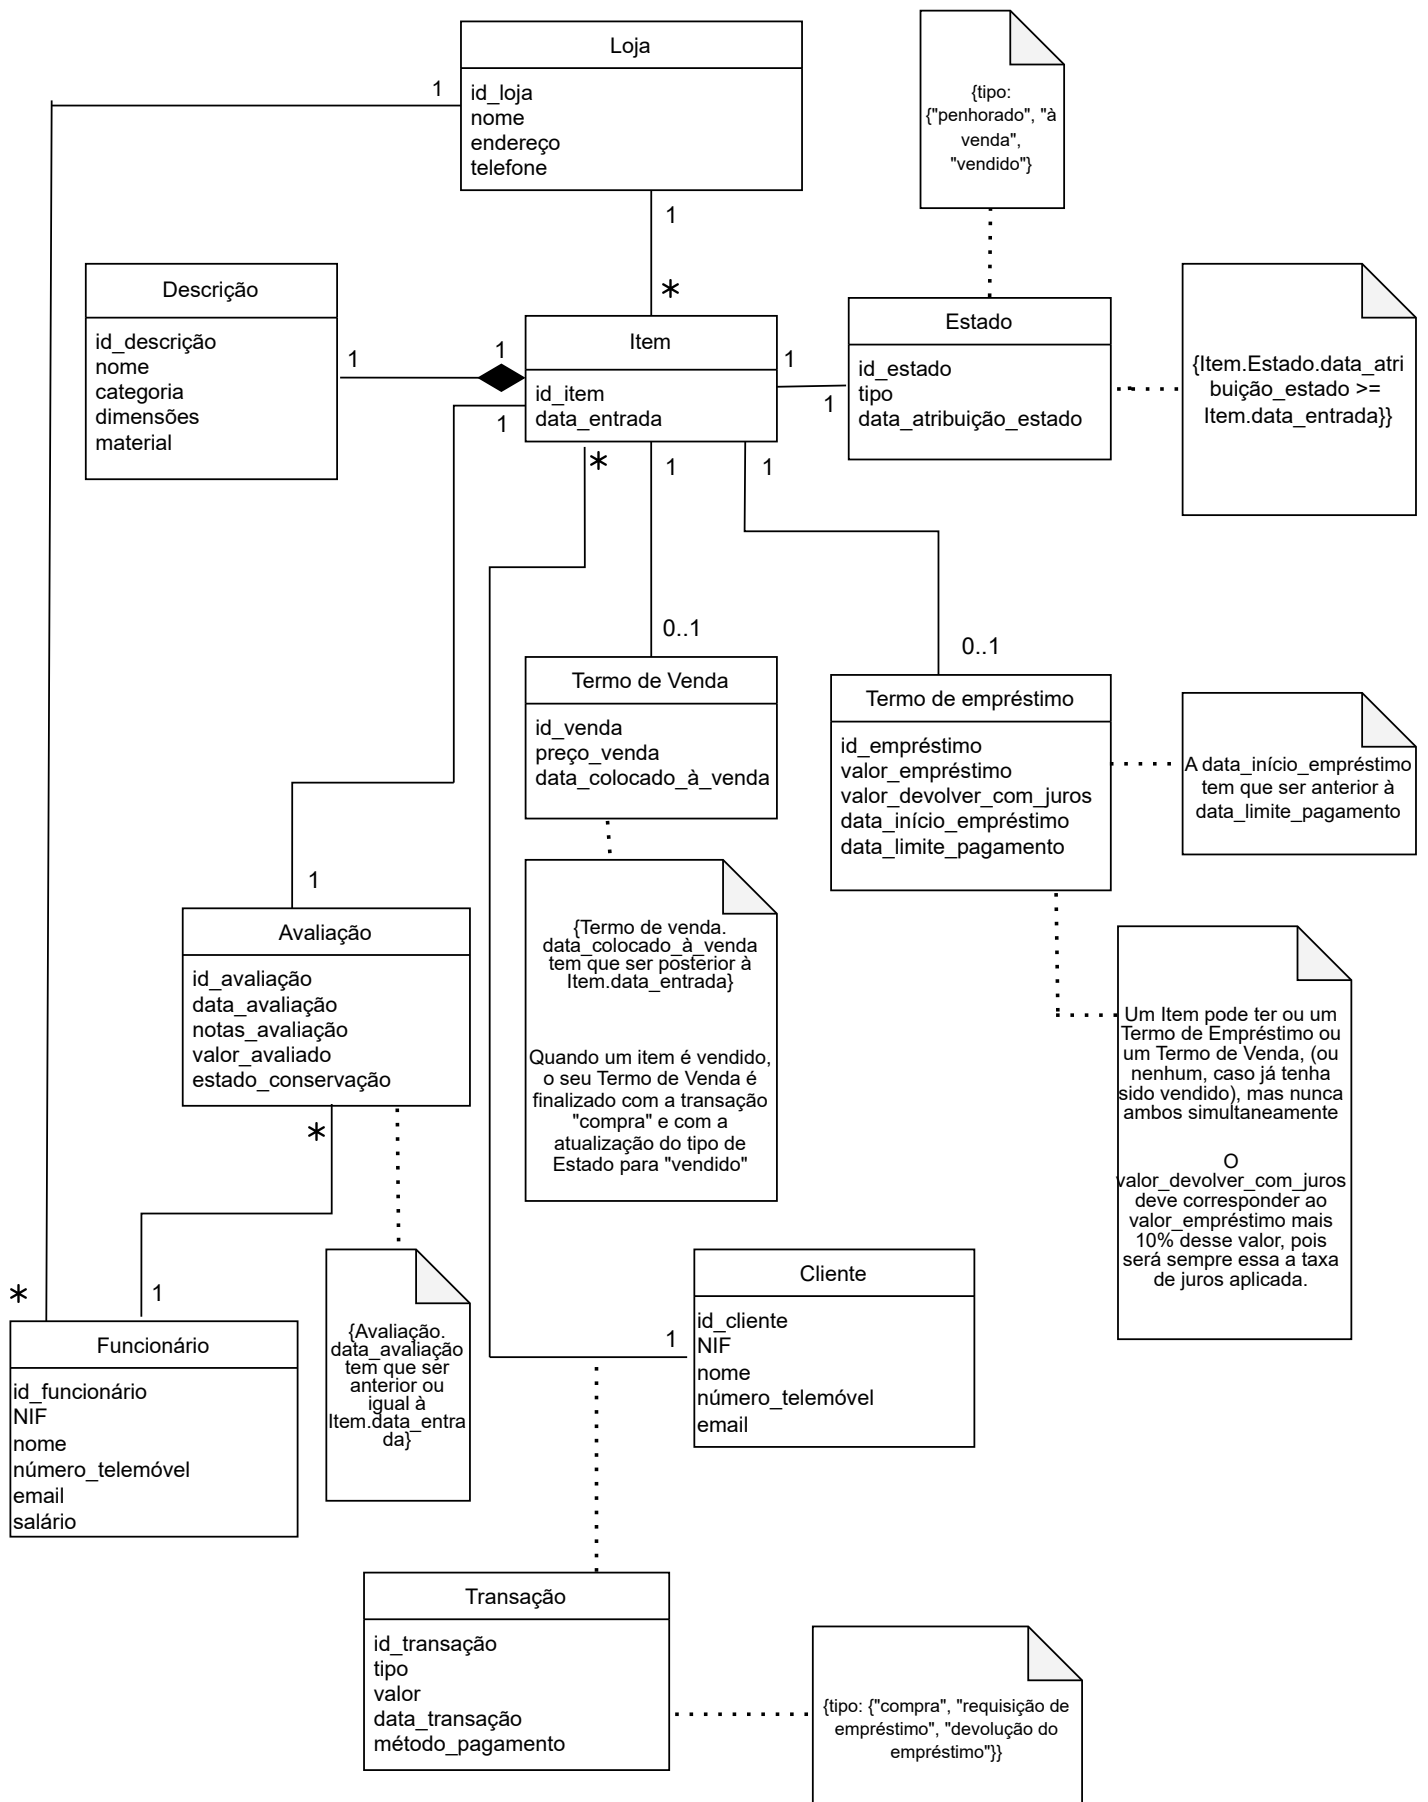 Loja
1
id_loja
nome
endereço
telefone
{tipo:
{"penhorado", "à
venda",
"vendido"}
1
*
Descrição
id_descrição
nome
categoria
dimensões
material
1
1
Item
id_item
data_entrada
1
1
Estado
id_estado
tipo
data_atribuição_estado
{Item.Estado.data_atri
buição_estado >=
Item.data_entrada}}
1
*
1
1
0..1
0..1
Termo de Venda
id_venda
preço_venda
data_colocado_à_venda
Termo de empréstimo
id_empréstimo
valor_empréstimo
valor_devolver_com_juros
data_início_empréstimo
data_limite_pagamento
A data_início_empréstimo
tem que ser anterior à
data_limite_pagamento
1
Avaliação
id_avaliação
data_avaliação
notas_avaliação
valor_avaliado
estado_conservação
{Termo de venda.
data_colocado_à_venda
tem que ser posterior à
Item.data_entrada}
Quando um item é vendido,
o seu Termo de Venda é
finalizado com a transação
"compra" e com a
atualização do tipo de
Estado para "vendido"
Um Item pode ter ou um
Termo de Empréstimo ou
um Termo de Venda, (ou
nenhum, caso já tenha
sido vendido), mas nunca
ambos simultaneamente
O
valor_devolver_com_juros
deve corresponder ao
valor_empréstimo mais
10% desse valor, pois
será sempre essa a taxa
de juros aplicada.
*
*
1
Funcionário
id_funcionário
NIF
nome
número_telemóvel
email
salário
{Avaliação.
data_avaliação
tem que ser
anterior ou
igual à
Item.data_entra
da}
1
Cliente
id_cliente
NIF
nome
número_telemóvel
email
Transação
id_transação
tipo
valor
data_transação
método_pagamento
{tipo: {"compra", "requisição de
empréstimo", "devolução do
empréstimo"}}